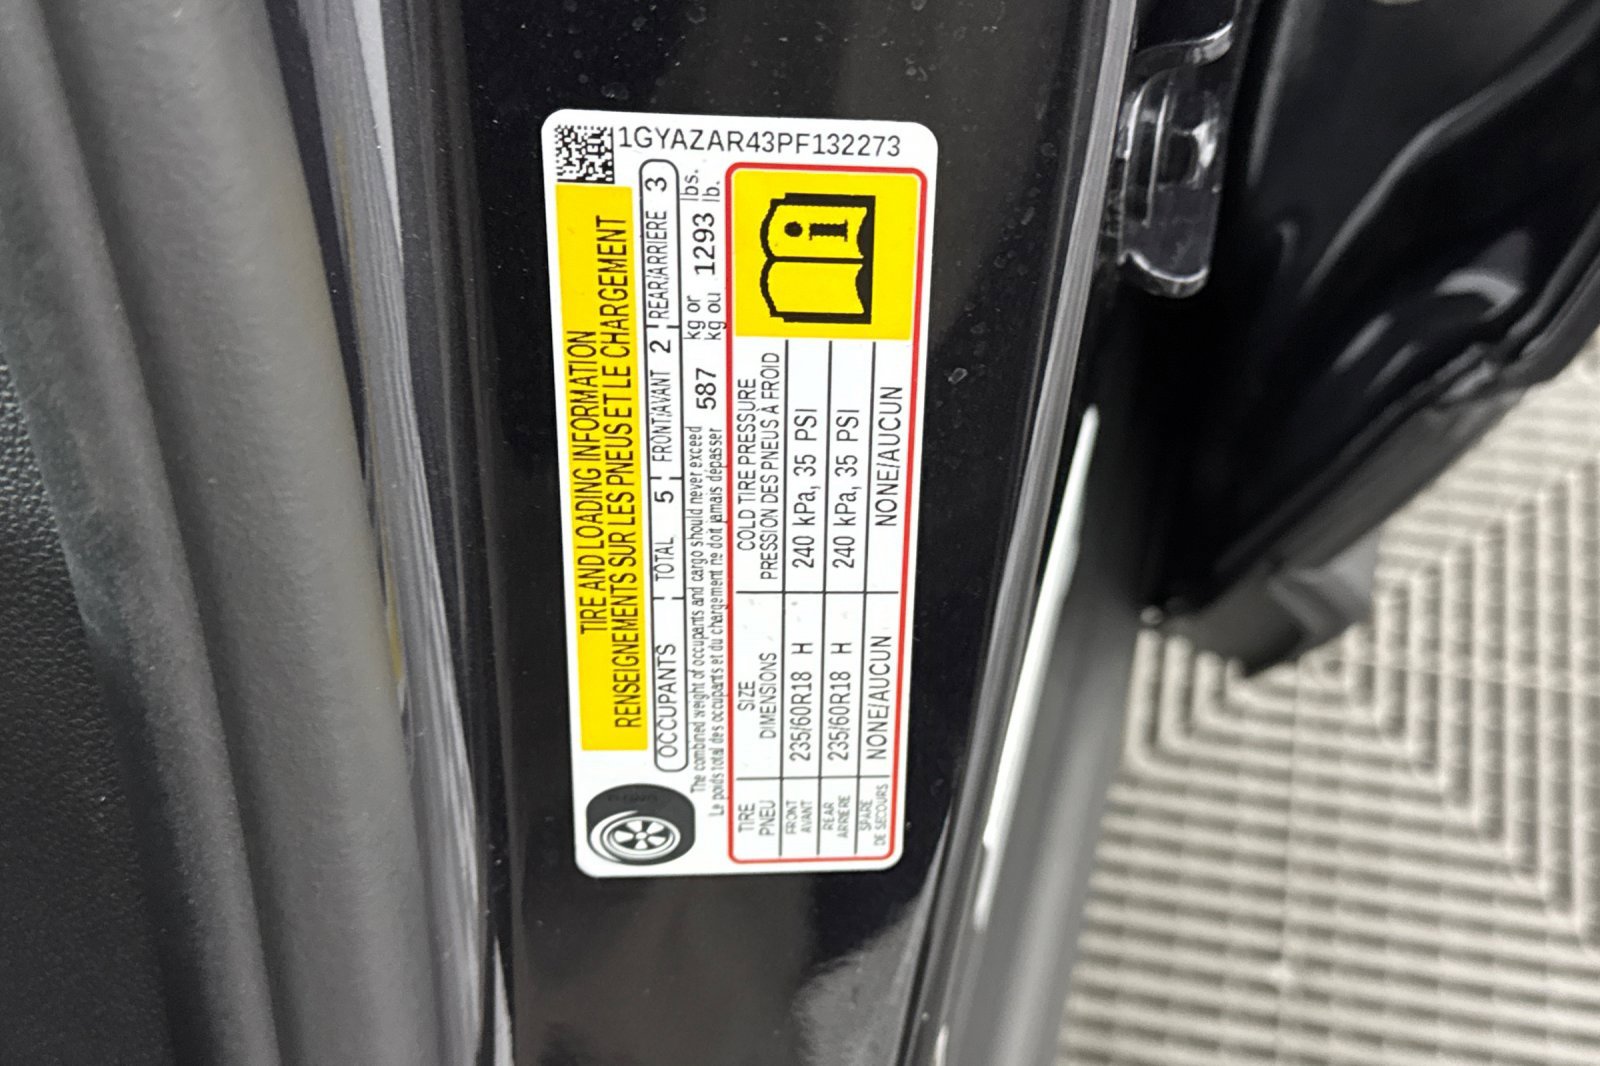 1GYAZAR43PF132273
TIRE AND LOADING INFORMATION
RENSEIGNEMENTS SUR LES PNEUS ET LE CHARGEMENT
OCCUPANTS TOTAL 5 FRONT/AVANT 2 REAR/ARRIÈRE 3
The combined weight of occupants and cargo should never exceed 587 kg or 1293 lbs.
Le poids total des occupants et du chargement ne doit jamais dépasser kg ou lb.
TIRE SIZE COLD TIRE PRESSURE
PNEU DIMENSIONS PRESSION DES PNEUS À FROID
FRONT
AVANT 235/60R18 H 240 kPa, 35 PSI
REAR
ARRIÈRE 235/60R18 H 240 kPa, 35 PSI
SPARE
DE SECOURS NONE/AUCUN NONE/AUCUN
i